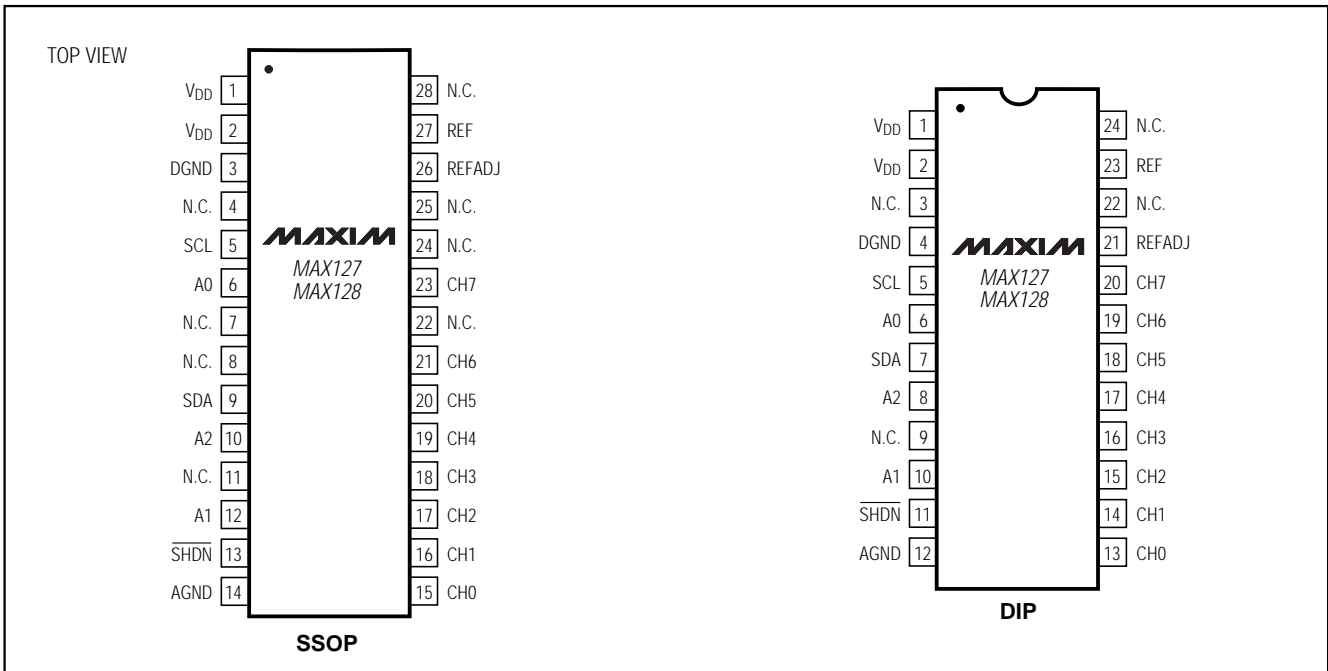 TOP VIEW
VDD 1
VDD 2
DGND 3
N.C. 4
SCL 5
A0 6
N.C. 7
N.C. 8
SDA 9
A2 10
N.C. 11
A1 12
SHDN 13
AGND 14
28 N.C.
27 REF
26 REFADJ
25 N.C.
24 N.C.
23 CH7
22 N.C.
21 CH6
20 CH5
19 CH4
18 CH3
17 CH2
16 CH1
15 CH0
MAXIM
MAX127
MAX128
SSOP
VDD 1
VDD 2
N.C. 3
DGND 4
SCL 5
A0 6
SDA 7
A2 8
N.C. 9
A1 10
SHDN 11
AGND 12
24 N.C.
23 REF
22 N.C.
21 REFADJ
20 CH7
19 CH6
18 CH5
17 CH4
16 CH3
15 CH2
14 CH1
13 CH0
MAXIM
MAX127
MAX128
DIP